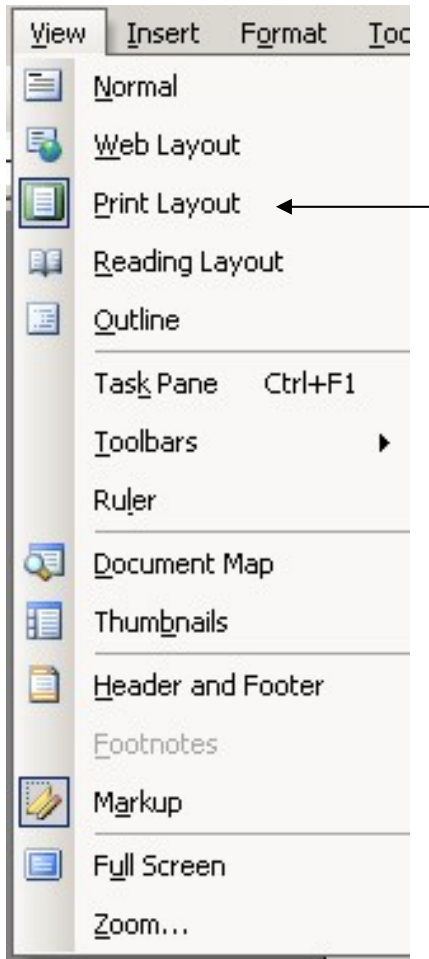 View Insert Format Too
Normal
Web Layout
Print Layout
Reading Layout
Outline
Task Pane Ctrl+F1
Toolbars
Ruler
Document Map
Thumbnails
Header and Footer
Footnotes
Markup
Full Screen
Zoom...